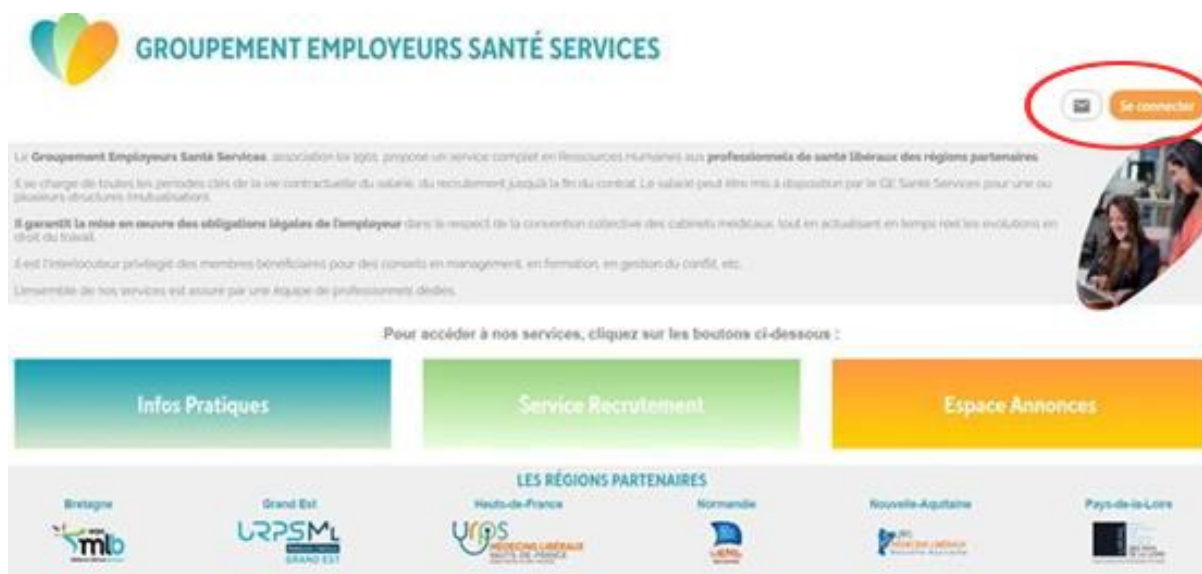 GROUPEMENT EMPLOYEURS SANTÉ SERVICES
Se connecter
Le Groupement Employeurs Santé Services, association loi 1901, propose un service complet en Ressources Humaines aux professionnels de santé libéraux des régions partenaires.
Il se charge de toutes les périodes clés de la vie contractuelle du salarié, du recrutement jusqu'à la fin du contrat. Le salarié peut être mis à disposition par le GE Santé Services pour une ou
plusieurs structures (mutualisation).
Il garantit la mise en œuvre des obligations légales de l'employeur dans le respect de la convention collective des cabinets médicaux, tout en actualisant en temps réel les évolutions en
droit du travail.
Il est l'interlocuteur privilégié des membres bénéficiaires pour des conseils en management, en formation, en gestion du conflit, etc...
L'ensemble de nos services est assuré par une équipe de professionnels dédiés.
Pour accéder à nos services, cliquez sur les boutons ci-dessous :
Infos Pratiques Service Recrutement Espace Annonces
LES RÉGIONS PARTENAIRES
Bretagne Grand Est Hauts-de-France Normandie Nouvelle-Aquitaine Pays-de-la-Loire
mlb URPSML GRAND EST urps MÉDECINS LIBÉRAUX HAUTS-DE-FRANCE MÉDECINS LIBÉRAUX